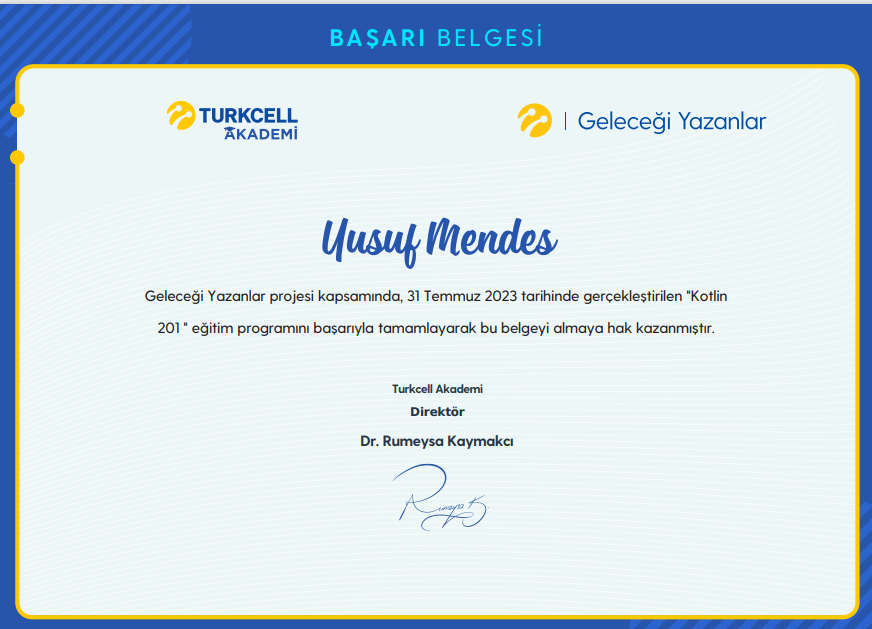 BAŞARI BELGESİ
TURKCELL
AKADEMİ
Geleceği Yazanlar
Yusuf Mendes
Geleceği Yazanlar projesi kapsamında, 31 Temmuz 2023 tarihinde gerçekleştirilen "Kotlin
201 " eğitim programını başarıyla tamamlayarak bu belgeyi almaya hak kazanmıştır.
Turkcell Akademi
Direktör
Dr. Rumeysa Kaymakcı
Rumeysa K.